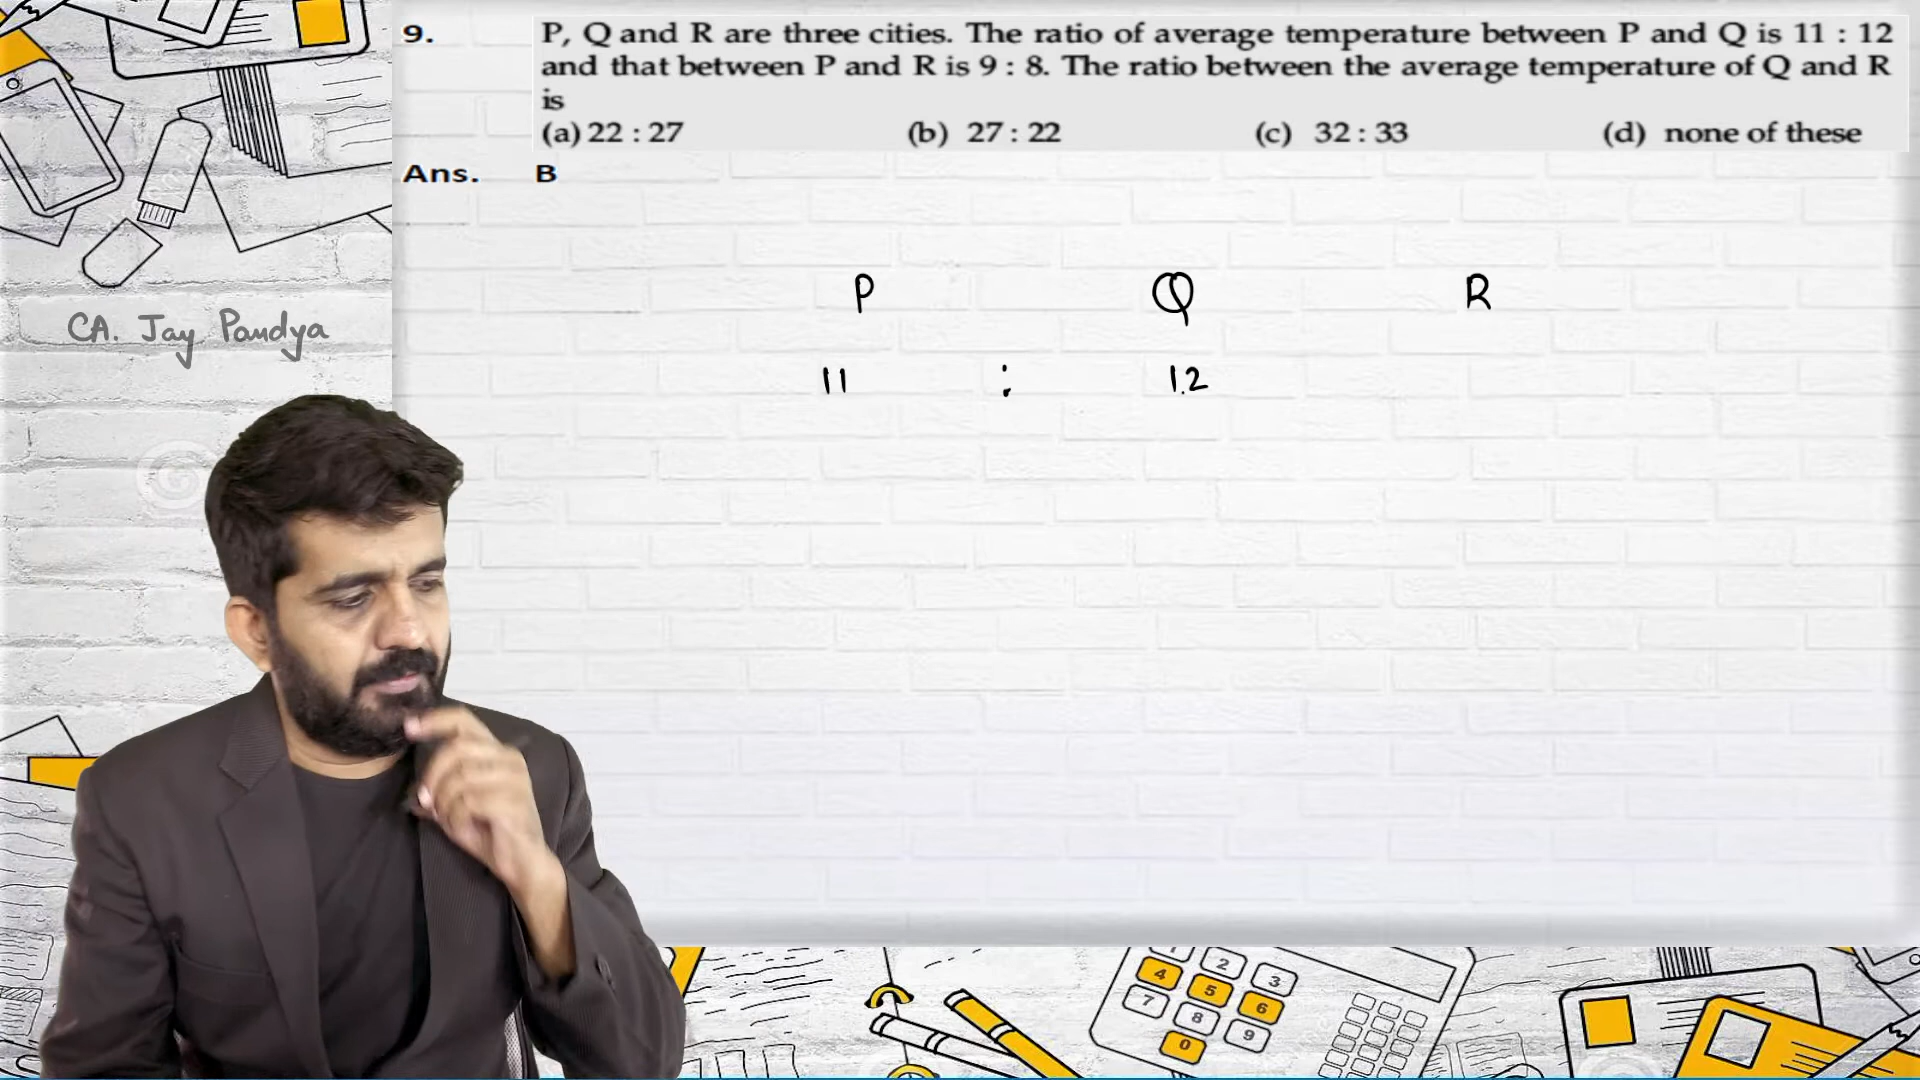 9. P, Q and R are three cities. The ratio of average temperature between P and Q is 11 : 12
and that between P and R is 9 : 8. The ratio between the average temperature of Q and R
is
(a) 22 : 27 (b) 27 : 22 (c) 32 : 33 (d) none of these
Ans. B
P Q R
11 : 12
CA. Jay Pandya
1 2 3
4 5 6
7 8 9
0